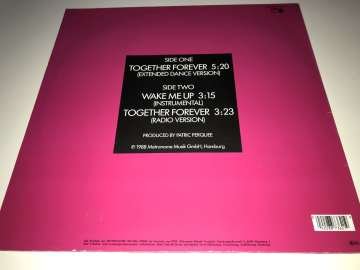 SIDE ONE
TOGETHER FOREVER 5:20
(EXTENDED DANCE VERSION)
SIDE TWO
WAKE ME UP 3:15
(INSTRUMENTAL)
TOGETHER FOREVER 3:23
(RADIO VERSION)
PRODUCED BY PATRIC PERQUEE
℗ 1988 Metronome Musik GmbH, Hamburg